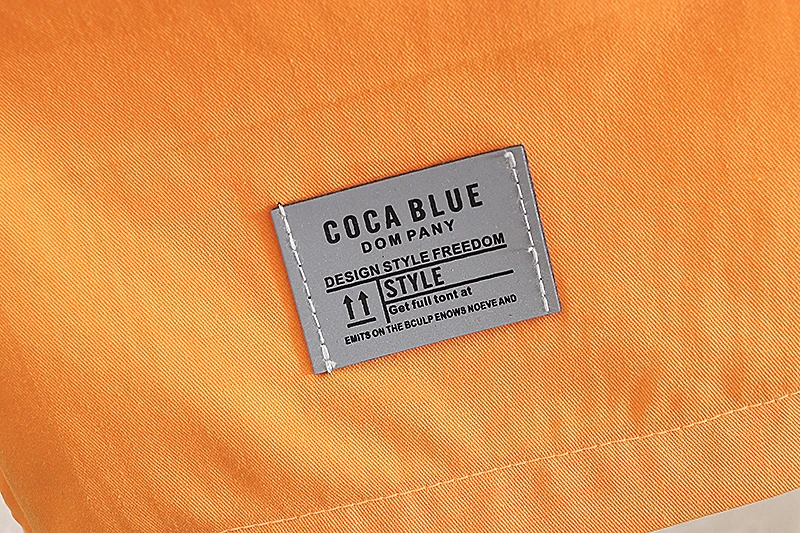 COCA BLUE
DOM PANY
DESIGN STYLE FREEDOM
STYLE
Get full tont at
EMITS ON THE BCULP ENOWS NOEVE AND